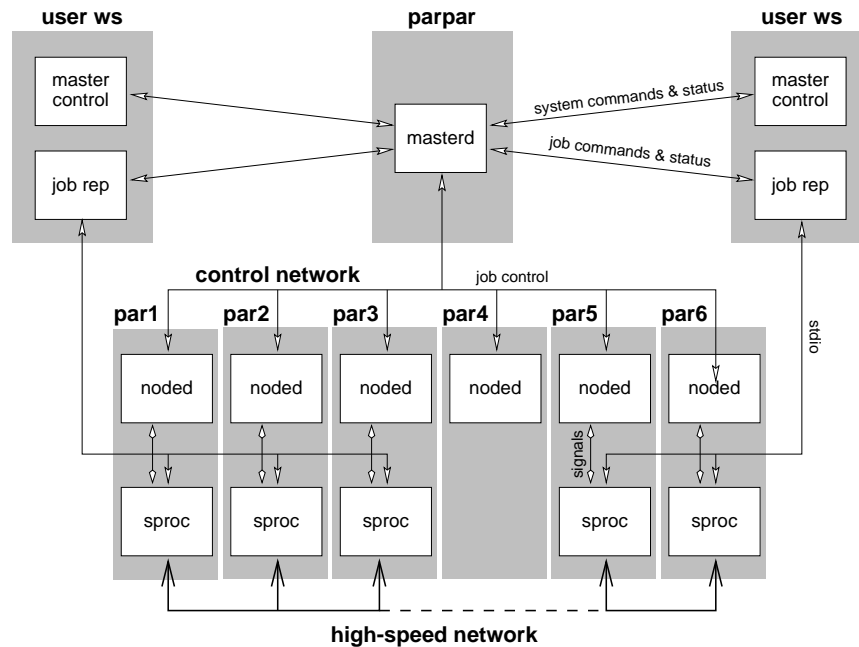 user ws
parpar
user ws
master
control
masterd
system commands & status
master
control
job rep
job commands & status
job rep
control network
job control
par1
par2
par3
par4
par5
par6
stdio
noded
noded
noded
noded
noded
noded
signals
sproc
sproc
sproc
sproc
sproc
high-speed network